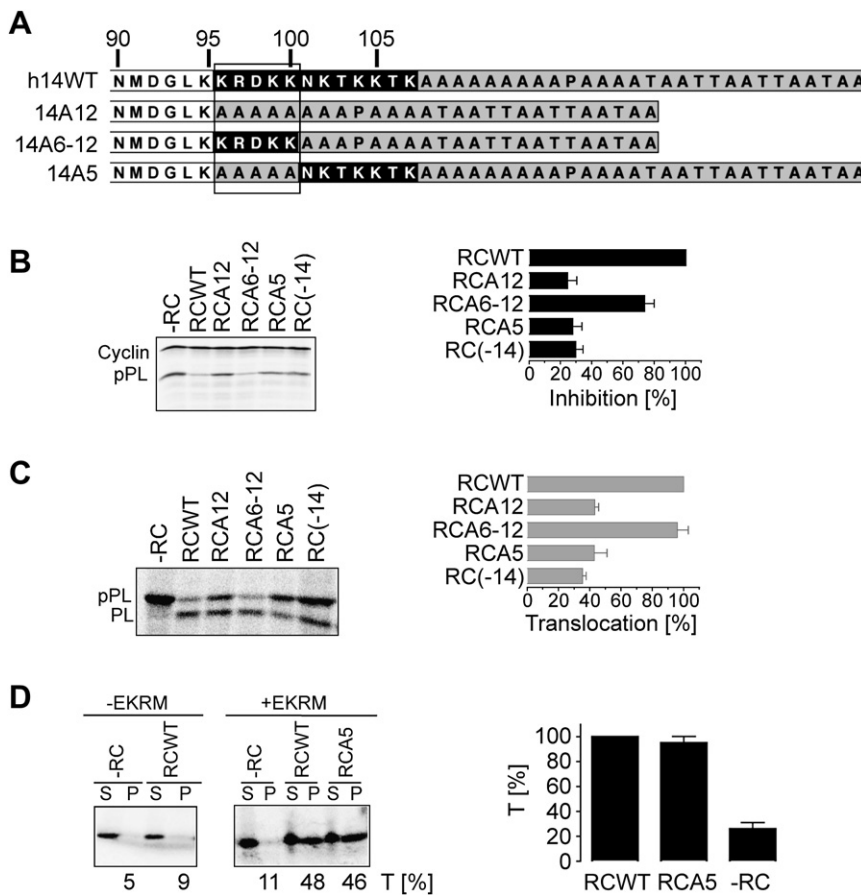 A
90 95 100 105
h14WT N M D G L K K R D K K N K T K K T K A A A A A A A A A P A A A A T A A T T A A T T A A T A A
14A12 N M D G L K A A A A A A A A P A A A A T A A T T A A T T A A T A A
14A6-12 N M D G L K K R D K K A A A P A A A A T A A T T A A T T A A T A A
14A5 N M D G L K A A A A A N K T K K T K A A A A A A A A A P A A A A T A A T T A A T T A A T A A
B
-RC RCWT RCA12 RCA6-12 RCA5 RC(-14)
Cyclin
pPL
RCWT
RCA12
RCA6-12
RCA5
RC(-14)
0 20 40 60 80 100
Inhibition [%]
C
-RC RCWT RCA12 RCA6-12 RCA5 RC(-14)
pPL
PL
RCWT
RCA12
RCA6-12
RCA5
RC(-14)
0 20 40 60 80 100
Translocation [%]
D
-EKRM +EKRM
-RC RCWT -RC RCWT RCA5
S P S P S P S P S P
5 9 11 48 46 T [%]
T [%]
100
80
60
40
20
0
RCWT RCA5 -RC